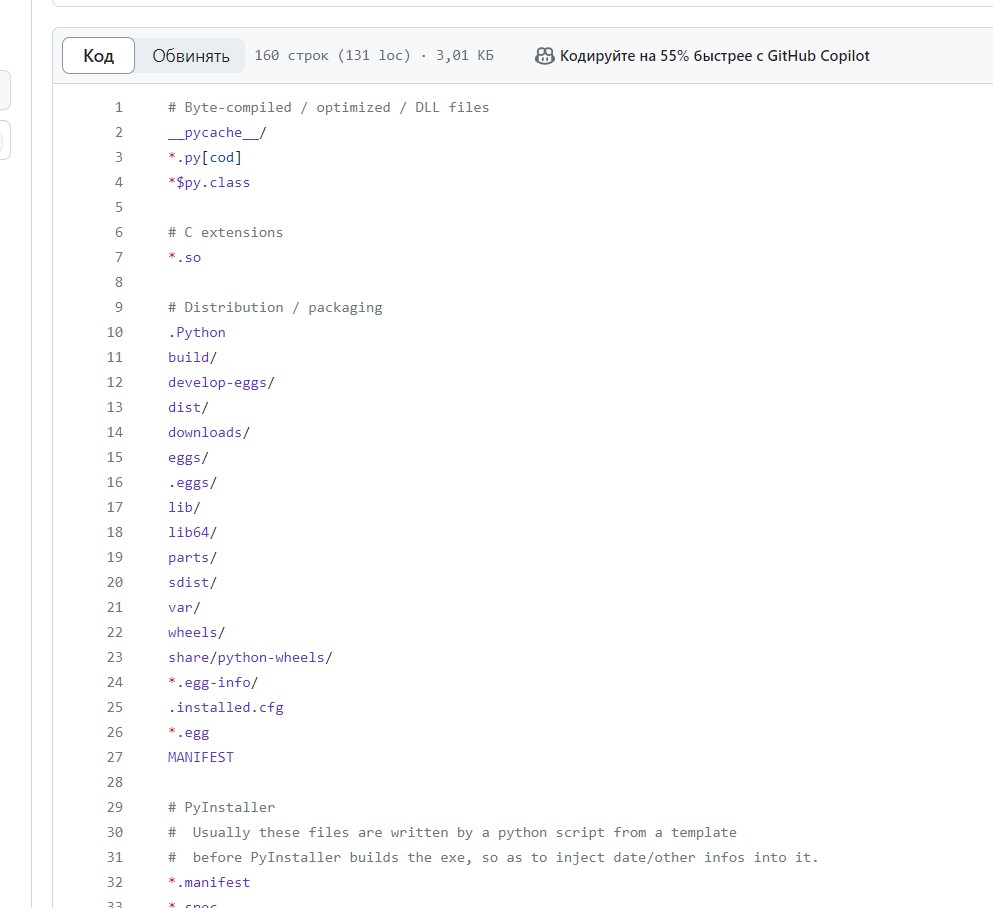 Код Обвинять 160 строк (131 loc) · 3,01 КБ Кодируйте на 55% быстрее с GitHub Copilot
1 # Byte-compiled / optimized / DLL files
2 __pycache__/
3 *.py[cod]
4 *$py.class
5
6 # C extensions
7 *.so
8
9 # Distribution / packaging
10 .Python
11 build/
12 develop-eggs/
13 dist/
14 downloads/
15 eggs/
16 .eggs/
17 lib/
18 lib64/
19 parts/
20 sdist/
21 var/
22 wheels/
23 share/python-wheels/
24 *.egg-info/
25 .installed.cfg
26 *.egg
27 MANIFEST
28
29 # PyInstaller
30 #  Usually these files are written by a python script from a template
31 #  before PyInstaller builds the exe, so as to inject date/other infos into it.
32 *.manifest
33 *.spec